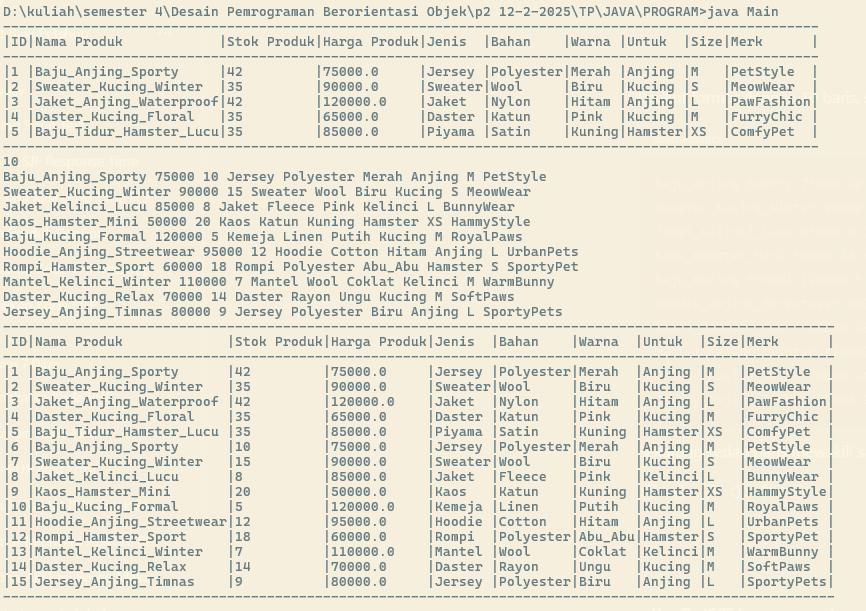 D:\kuliah\semester 4\Desain Pemrograman Berorientasi Objek\p2 12-2-2025\TP\JAVA\PROGRAM>java Main
--------------------------------------------------------------------------------------------------------
|ID|Nama Produk            |Stok Produk|Harga Produk|Jenis  |Bahan    |Warna |Untuk  |Size|Merk      |
--------------------------------------------------------------------------------------------------------
|1 |Baju_Anjing_Sporty     |42         |75000.0     |Jersey |Polyester|Merah |Anjing |M   |PetStyle  |
|2 |Sweater_Kucing_Winter  |35         |90000.0     |Sweater|Wool     |Biru  |Kucing |S   |MeowWear  |
|3 |Jaket_Anjing_Waterproof|42         |120000.0    |Jaket  |Nylon    |Hitam |Anjing |L   |PawFashion|
|4 |Daster_Kucing_Floral   |35         |65000.0     |Daster |Katun    |Pink  |Kucing |M   |FurryChic |
|5 |Baju_Tidur_Hamster_Lucu|35         |85000.0     |Piyama |Satin    |Kuning|Hamster|XS  |ComfyPet  |
--------------------------------------------------------------------------------------------------------
10
Baju_Anjing_Sporty 75000 10 Jersey Polyester Merah Anjing M PetStyle
Sweater_Kucing_Winter 90000 15 Sweater Wool Biru Kucing S MeowWear
Jaket_Kelinci_Lucu 85000 8 Jaket Fleece Pink Kelinci L BunnyWear
Kaos_Hamster_Mini 50000 20 Kaos Katun Kuning Hamster XS HammyStyle
Baju_Kucing_Formal 120000 5 Kemeja Linen Putih Kucing M RoyalPaws
Hoodie_Anjing_Streetwear 95000 12 Hoodie Cotton Hitam Anjing L UrbanPets
Rompi_Hamster_Sport 60000 18 Rompi Polyester Abu_Abu Hamster S SportyPet
Mantel_Kelinci_Winter 110000 7 Mantel Wool Coklat Kelinci M WarmBunny
Daster_Kucing_Relax 70000 14 Daster Rayon Ungu Kucing M SoftPaws
Jersey_Anjing_Timnas 80000 9 Jersey Polyester Biru Anjing L SportyPets
--------------------------------------------------------------------------------------------------------
|ID|Nama Produk             |Stok Produk|Harga Produk|Jenis  |Bahan    |Warna  |Untuk  |Size|Merk      |
--------------------------------------------------------------------------------------------------------
|1 |Baju_Anjing_Sporty      |42         |75000.0     |Jersey |Polyester|Merah  |Anjing |M   |PetStyle  |
|2 |Sweater_Kucing_Winter   |35         |90000.0     |Sweater|Wool     |Biru   |Kucing |S   |MeowWear  |
|3 |Jaket_Anjing_Waterproof |42         |120000.0    |Jaket  |Nylon    |Hitam  |Anjing |L   |PawFashion|
|4 |Daster_Kucing_Floral    |35         |65000.0     |Daster |Katun    |Pink   |Kucing |M   |FurryChic |
|5 |Baju_Tidur_Hamster_Lucu |35         |85000.0     |Piyama |Satin    |Kuning |Hamster|XS  |ComfyPet  |
|6 |Baju_Anjing_Sporty      |10         |75000.0     |Jersey |Polyester|Merah  |Anjing |M   |PetStyle  |
|7 |Sweater_Kucing_Winter   |15         |90000.0     |Sweater|Wool     |Biru   |Kucing |S   |MeowWear  |
|8 |Jaket_Kelinci_Lucu      |8          |85000.0     |Jaket  |Fleece   |Pink   |Kelinci|L   |BunnyWear |
|9 |Kaos_Hamster_Mini       |20         |50000.0     |Kaos   |Katun    |Kuning |Hamster|XS  |HammyStyle|
|10|Baju_Kucing_Formal      |5          |120000.0    |Kemeja |Linen    |Putih  |Kucing |M   |RoyalPaws |
|11|Hoodie_Anjing_Streetwear|12         |95000.0     |Hoodie |Cotton   |Hitam  |Anjing |L   |UrbanPets |
|12|Rompi_Hamster_Sport     |18         |60000.0     |Rompi  |Polyester|Abu_Abu|Hamster|S   |SportyPet |
|13|Mantel_Kelinci_Winter   |7          |110000.0    |Mantel |Wool     |Coklat |Kelinci|M   |WarmBunny |
|14|Daster_Kucing_Relax     |14         |70000.0     |Daster |Rayon    |Ungu   |Kucing |M   |SoftPaws  |
|15|Jersey_Anjing_Timnas    |9          |80000.0     |Jersey |Polyester|Biru   |Anjing |L   |SportyPets|
--------------------------------------------------------------------------------------------------------